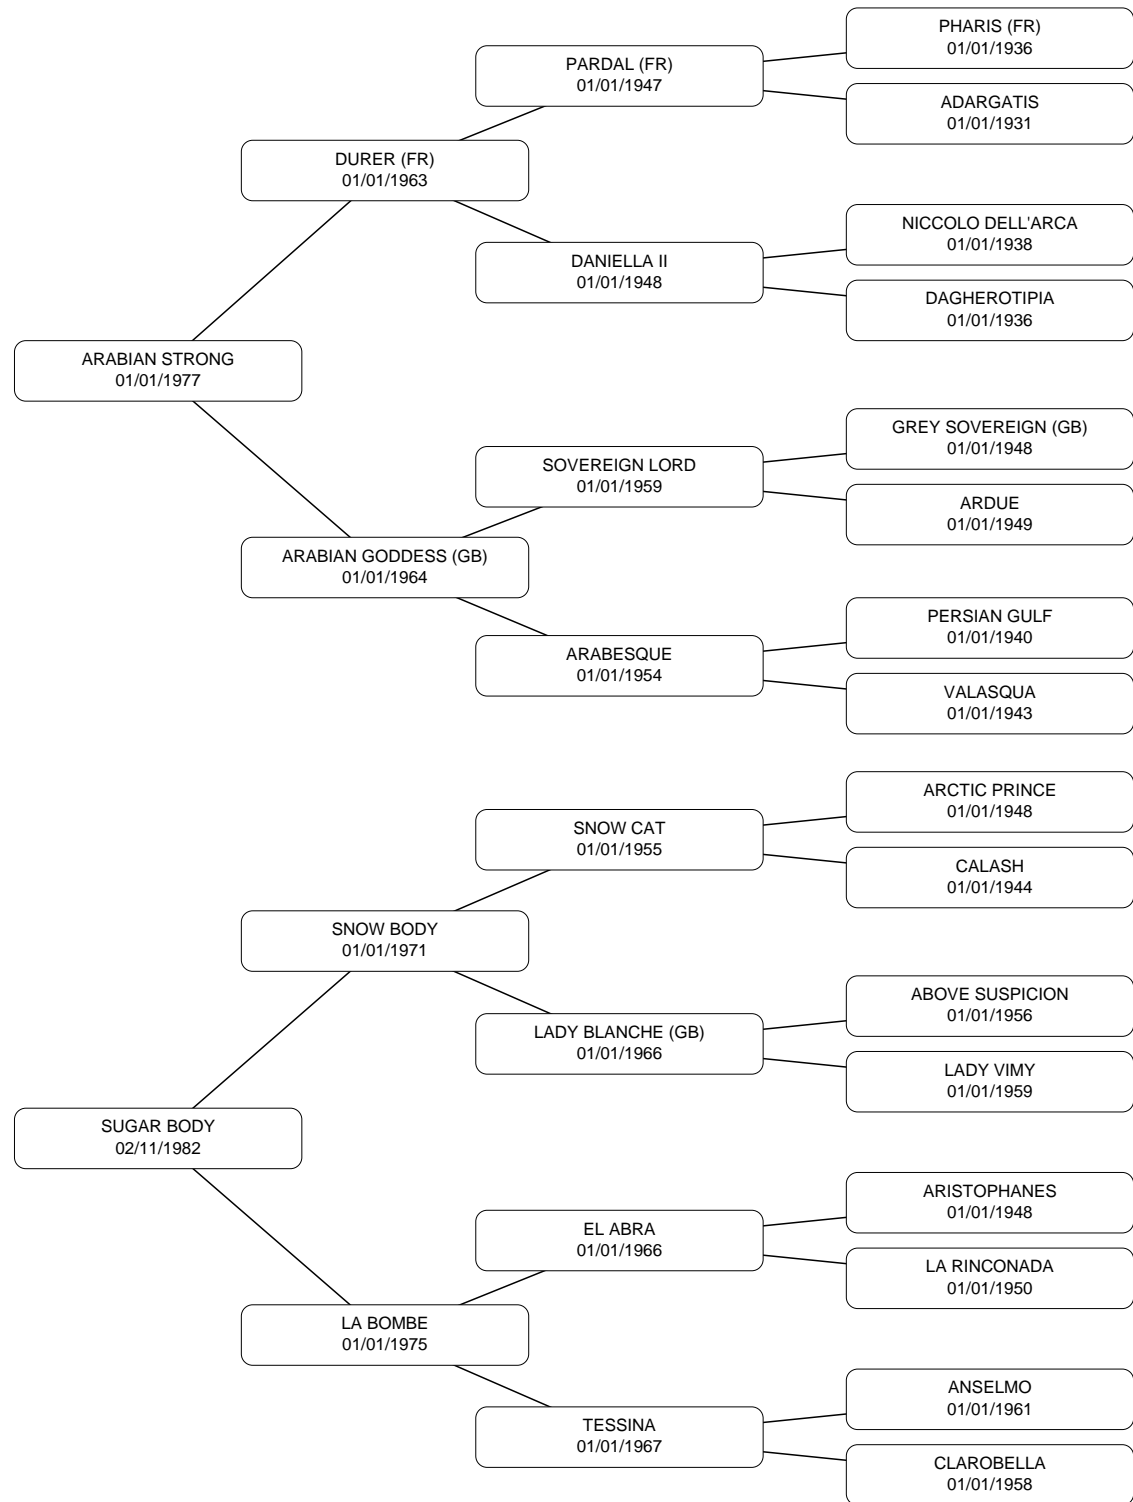 PHARIS (FR)
01/01/1936
PARDAL (FR)
01/01/1947
ADARGATIS
01/01/1931
DURER (FR)
01/01/1963
NICCOLO DELL'ARCA
01/01/1938
DANIELLA II
01/01/1948
DAGHEROTIPIA
01/01/1936
ARABIAN STRONG
01/01/1977
GREY SOVEREIGN (GB)
01/01/1948
SOVEREIGN LORD
01/01/1959
ARDUE
01/01/1949
ARABIAN GODDESS (GB)
01/01/1964
PERSIAN GULF
01/01/1940
ARABESQUE
01/01/1954
VALASQUA
01/01/1943
ARCTIC PRINCE
01/01/1948
SNOW CAT
01/01/1955
CALASH
01/01/1944
SNOW BODY
01/01/1971
ABOVE SUSPICION
01/01/1956
LADY BLANCHE (GB)
01/01/1966
LADY VIMY
01/01/1959
SUGAR BODY
02/11/1982
ARISTOPHANES
01/01/1948
EL ABRA
01/01/1966
LA RINCONADA
01/01/1950
LA BOMBE
01/01/1975
ANSELMO
01/01/1961
TESSINA
01/01/1967
CLAROBELLA
01/01/1958